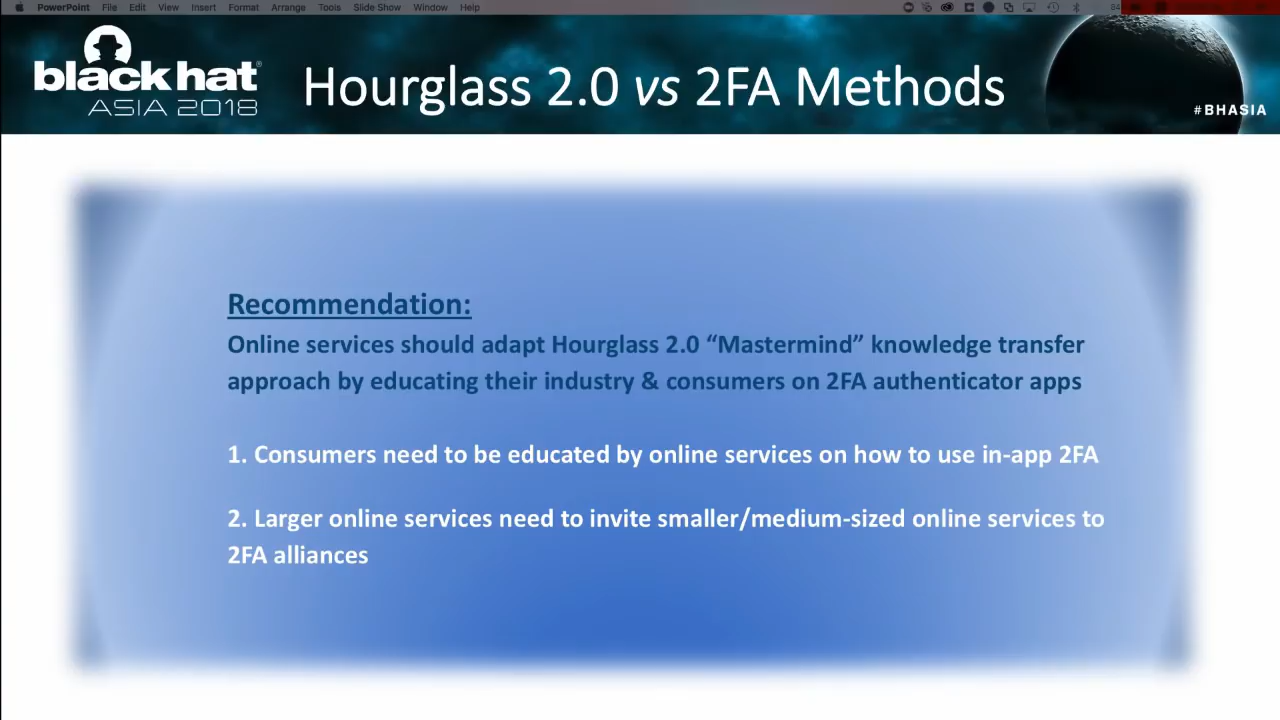 PowerPoint File Edit View Insert Format Arrange Tools Slide Show Window Help
black hat
ASIA 2018
Hourglass 2.0 vs 2FA Methods
#BHASIA
Recommendation:
Online services should adapt Hourglass 2.0 “Mastermind” knowledge transfer
approach by educating their industry & consumers on 2FA authenticator apps
1. Consumers need to be educated by online services on how to use in-app 2FA
2. Larger online services need to invite smaller/medium-sized online services to
2FA alliances